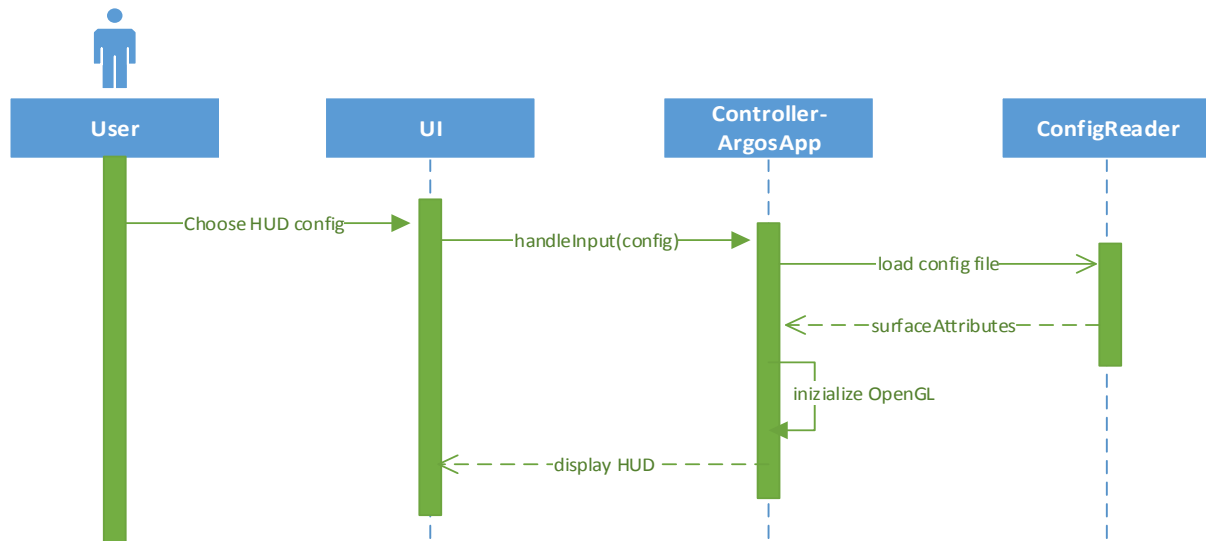 User
UI
Controller-
ArgosApp
ConfigReader
Choose HUD config
handleInput(config)
load config file
surfaceAttributes
inizialize OpenGL
display HUD